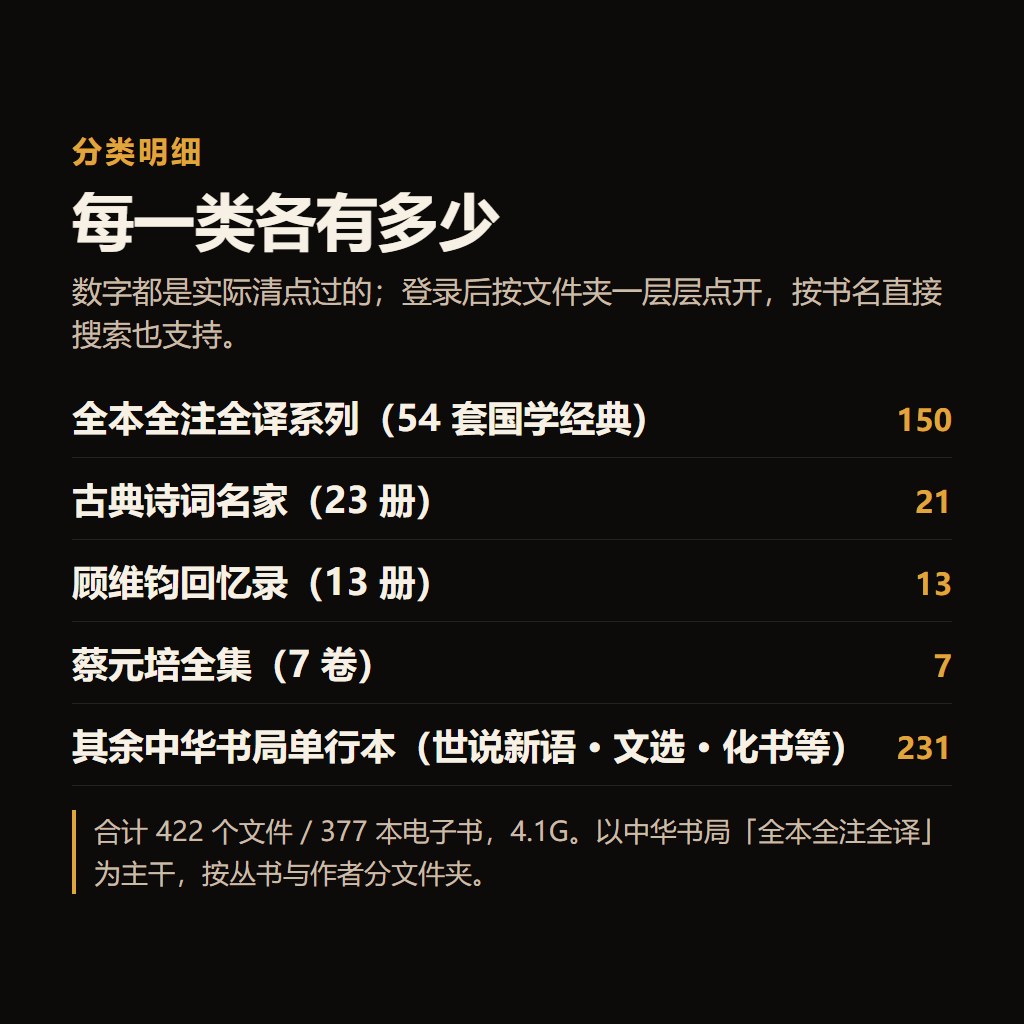 分类明细
每一类各有多少
数字都是实际清点过的；登录后按文件夹一层层点开，按书名直接
搜索也支持。
全本全注全译系列（54 套国学经典） 150
古典诗词名家（23 册） 21
顾维钧回忆录（13 册） 13
蔡元培全集（7 卷） 7
其余中华书局单行本（世说新语·文选·化书等） 231
合计 422 个文件 / 377 本电子书，4.1G。以中华书局「全本全注全译」
为主干，按丛书与作者分文件夹。